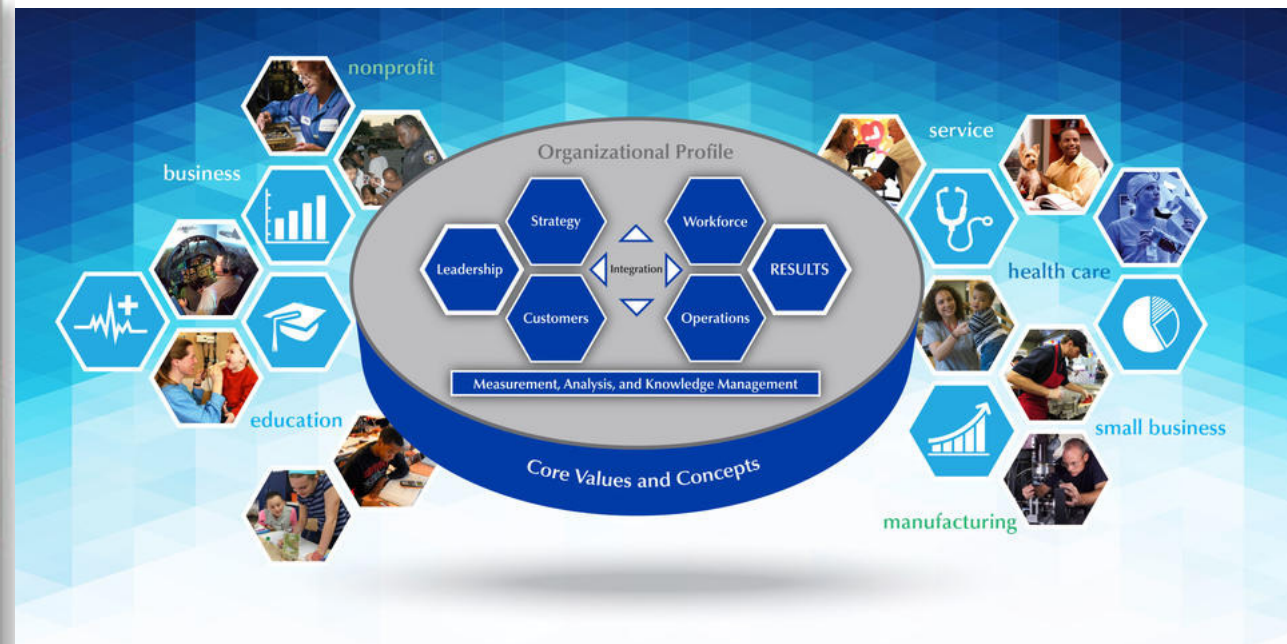 nonprofit
business
education
Organizational Profile
Strategy
Workforce
Leadership
Integration
RESULTS
Customers
Operations
Measurement, Analysis, and Knowledge Management
Core Values and Concepts
service
health care
small business
manufacturing